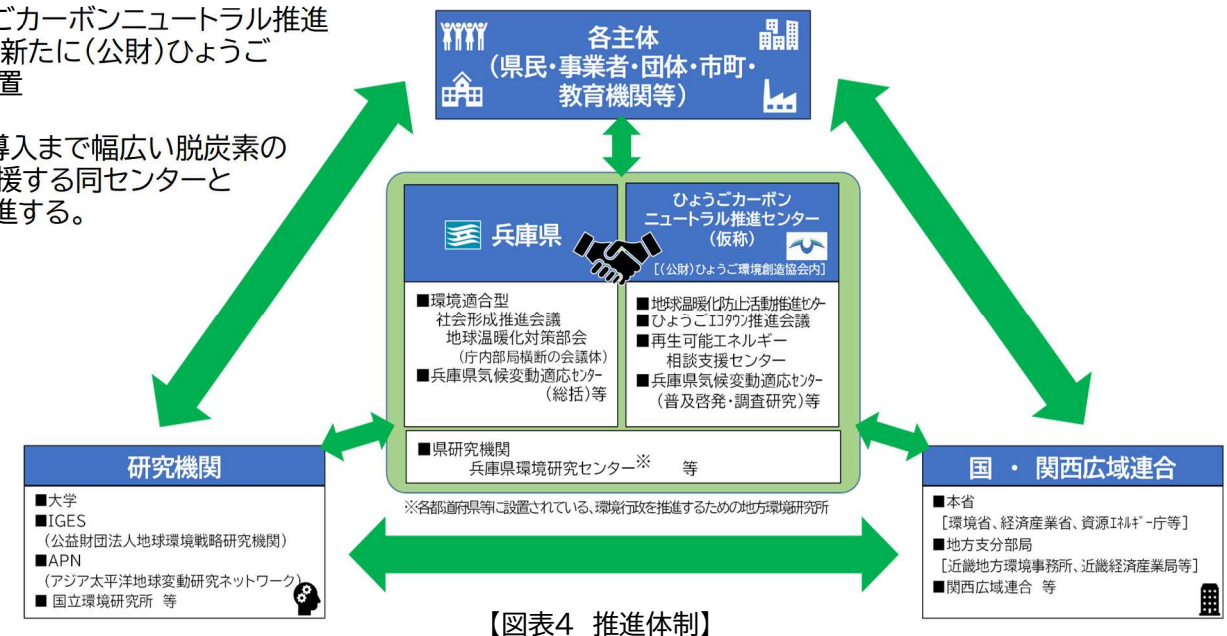 ごカーボンニュートラル推進
新たに(公財)ひょうご
置
導入まで幅広い脱炭素の
援する同センターと
進する。
各主体
(県民・事業者・団体・市町・
教育機関等)
兵庫県
■環境適合型
社会形成推進会議
地球温暖化対策部会
(庁内部局横断の会議体)
■兵庫県気候変動適応ｾﾝﾀｰ
(総括)等
ひょうごカーボン
ニュートラル推進センター
(仮称)
[(公財)ひょうご環境創造協会内]
■地球温暖化防止活動推進ｾﾝﾀｰ
■ひょうごｴｺﾀｳﾝ推進会議
■再生可能エネルギー
相談支援センター
■兵庫県気候変動適応ｾﾝﾀｰ
(普及啓発・調査研究)等
■県研究機関
兵庫県環境研究センター※ 等
※各都道府県等に設置されている、環境行政を推進するための地方環境研究所
研究機関
■大学
■IGES
(公益財団法人地球環境戦略研究機関)
■APN
(アジア太平洋地球変動研究ネットワーク)
■ 国立環境研究所 等
国 ・ 関西広域連合
■本省
[環境省、経済産業省、資源ｴﾈﾙｷﾞｰ庁等]
■地方支分部局
[近畿地方環境事務所、近畿経済産業局等]
■関西広域連合 等
【図表4 推進体制】